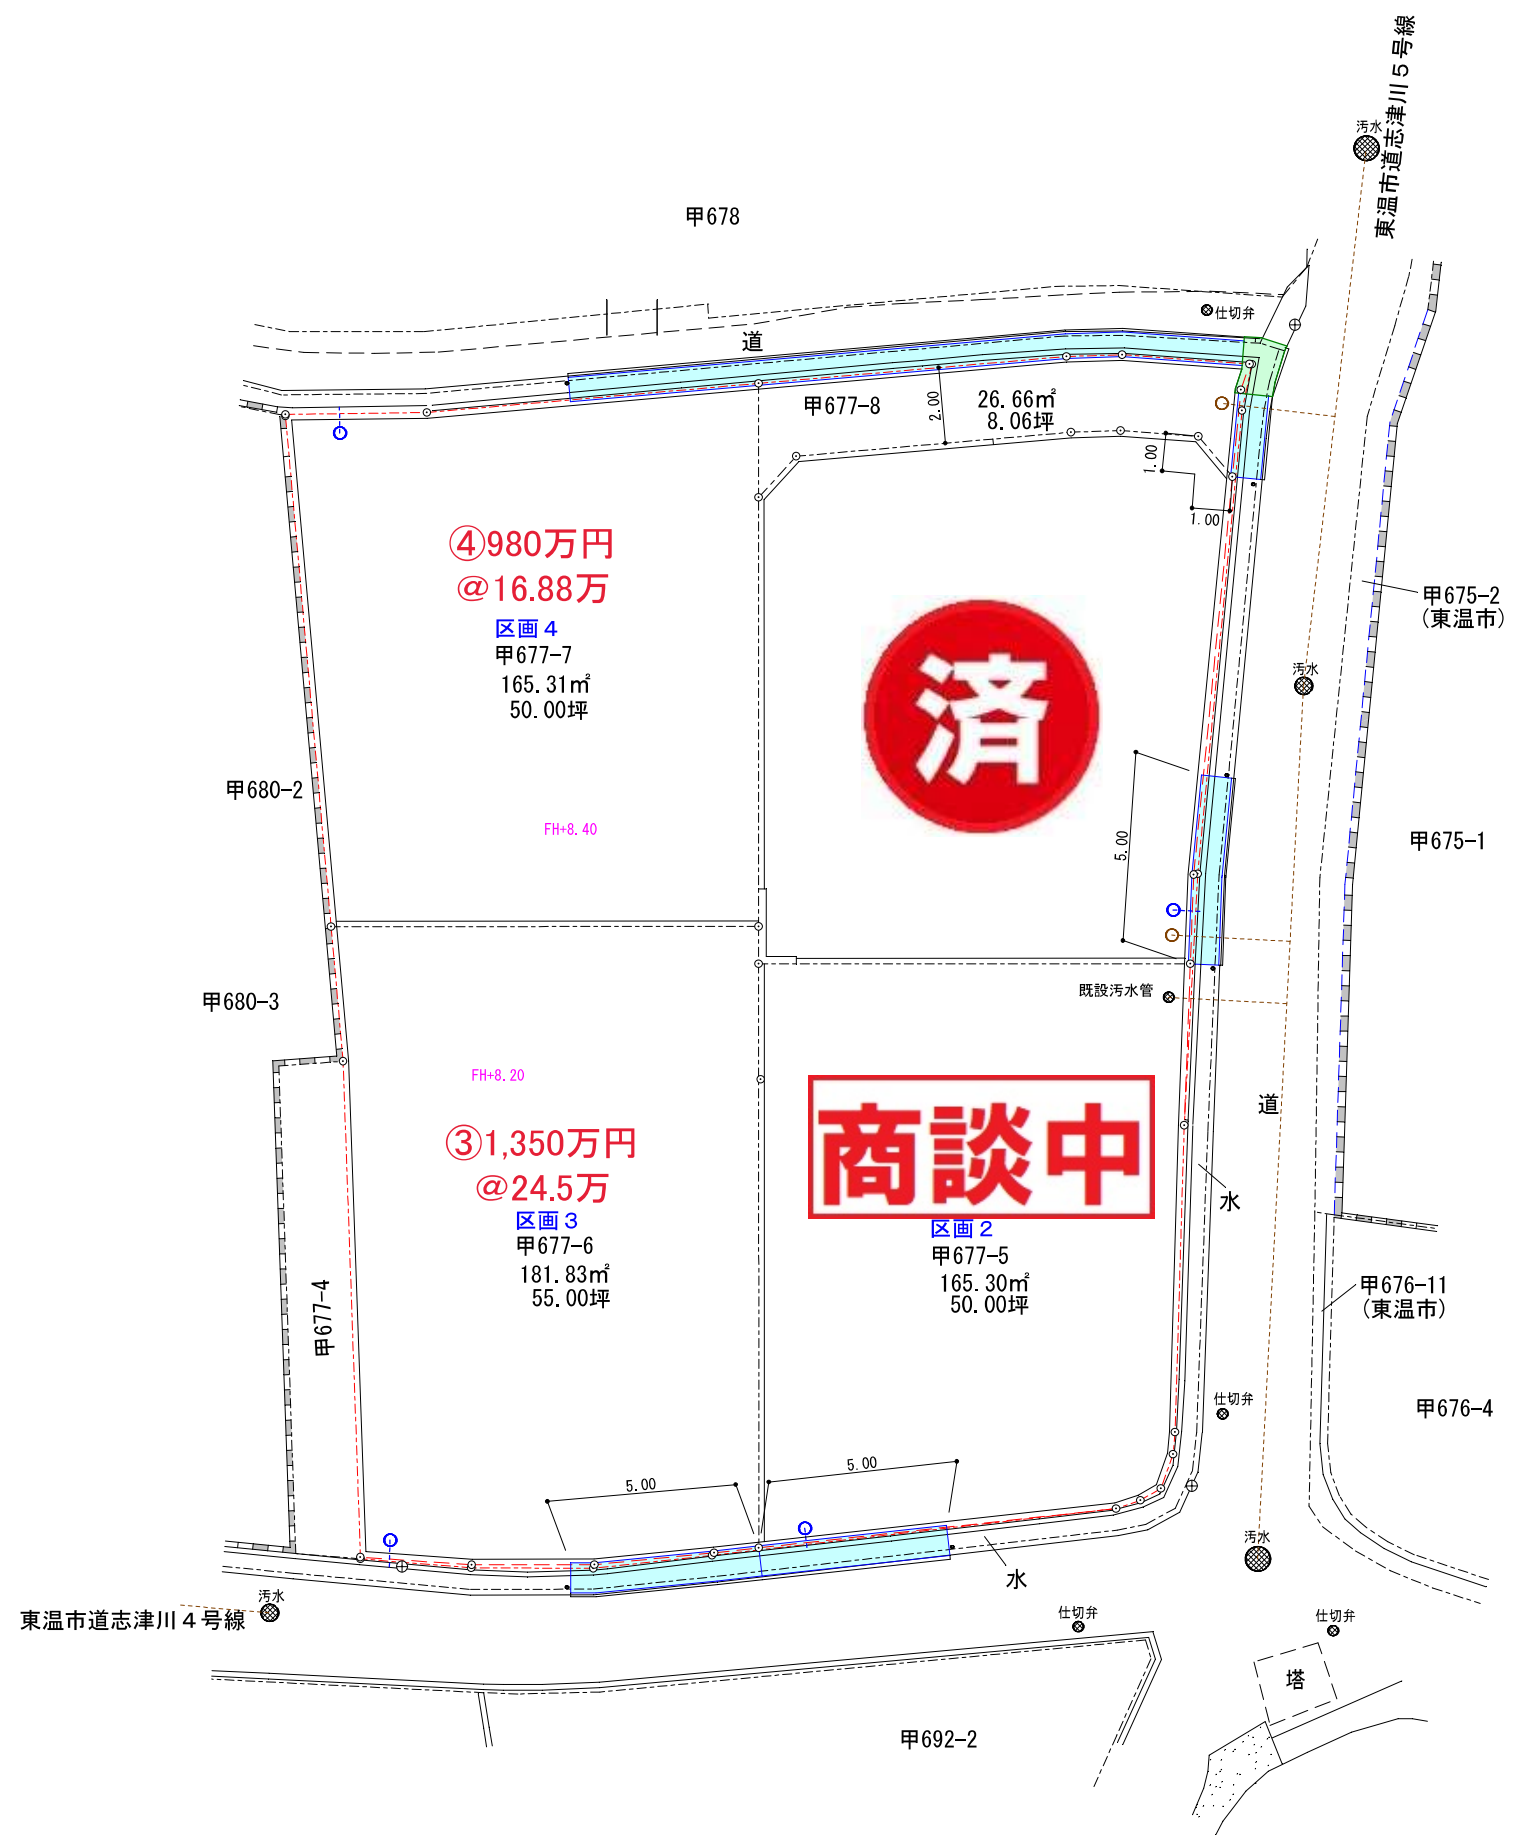 東温市道志津川５号線
汚水
甲678
仕切弁
道
甲677-8
2.00
26.66㎡
8.06坪
1.00
1.00
④980万円
@16.88万
区画４
甲677-7
165.31㎡
50.00坪
済
甲675-2
(東温市)
汚水
甲680-2
FH+8.40
5.00
甲675-1
甲680-3
既設汚水管
FH+8.20
道
③1,350万円
@24.5万
区画３
甲677-6
181.83㎡
55.00坪
商談中
区画２
甲677-5
165.30㎡
50.00坪
水
甲677-4
甲676-11
(東温市)
仕切弁
甲676-4
5.00
5.00
汚水
水
汚水
東温市道志津川４号線
仕切弁
仕切弁
塔
甲692-2